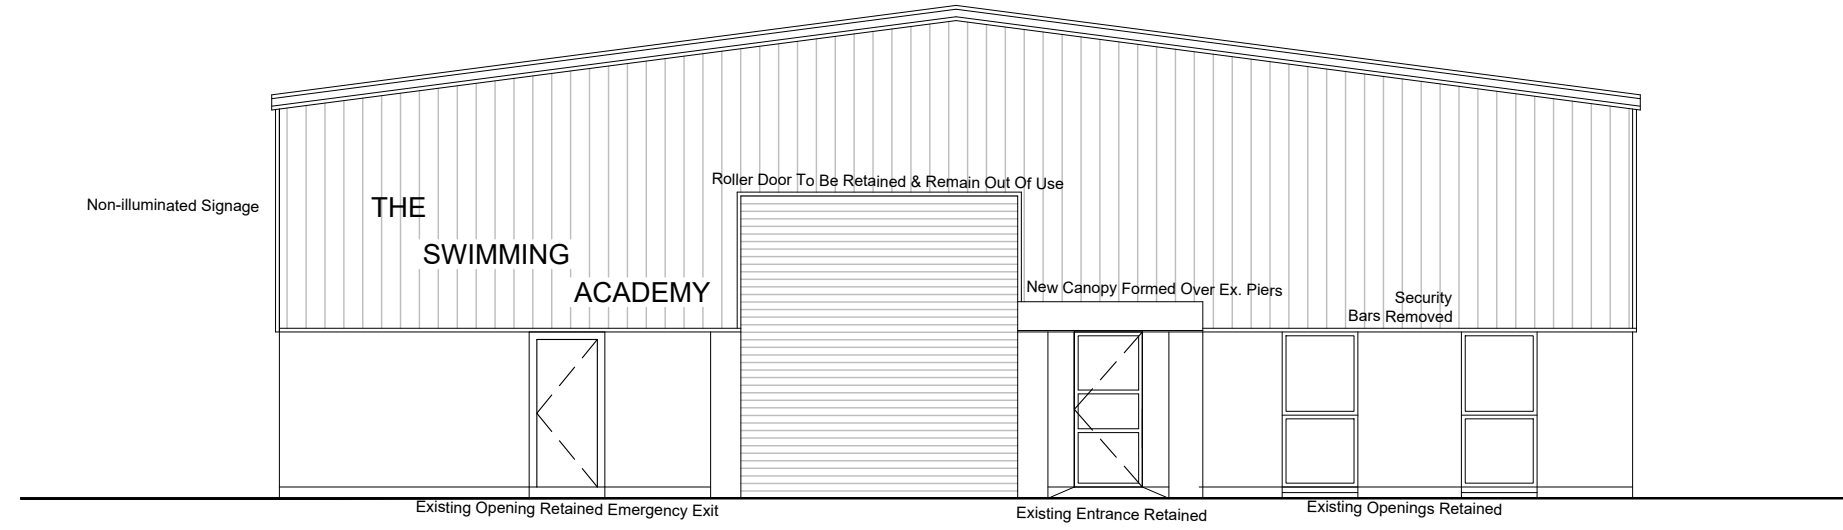 Roller Door To Be Retained & Remain Out Of Use
Non-illuminated Signage
THE
SWIMMING
ACADEMY
New Canopy Formed Over Ex. Piers
Security
Bars Removed
Existing Opening Retained Emergency Exit
Existing Entrance Retained
Existing Openings Retained